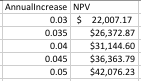 AnnualIncrease NPV
0.03 $ 22,007.17
0.035 $26,372.87
0.04 $31,144.60
0.045 $36,363.79
0.05 $42,076.23